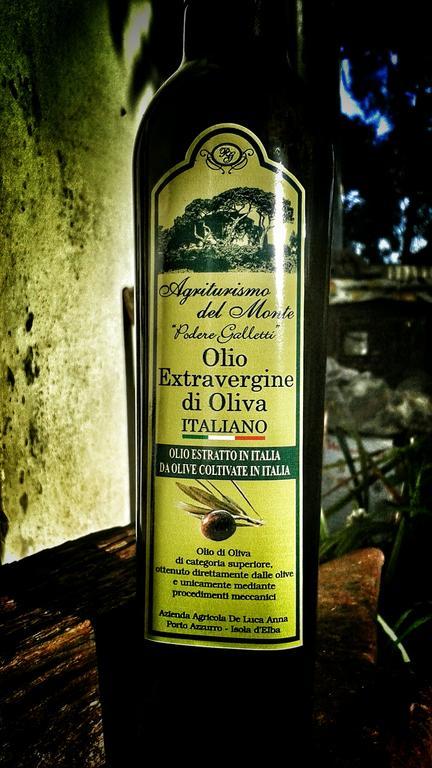 RG
Agriturismo
del Monte
"Podere Galletti"
Olio
Extravergine
di Oliva
ITALIANO
OLIO ESTRATTO IN ITALIA
DA OLIVE COLTIVATE IN ITALIA
Olio di Oliva
di categoria superiore,
ottenuto direttamente dalle olive
e unicamente mediante
procedimenti meccanici
Azienda Agricola De Luca Anna
Porto Azzurro - Isola d'Elba